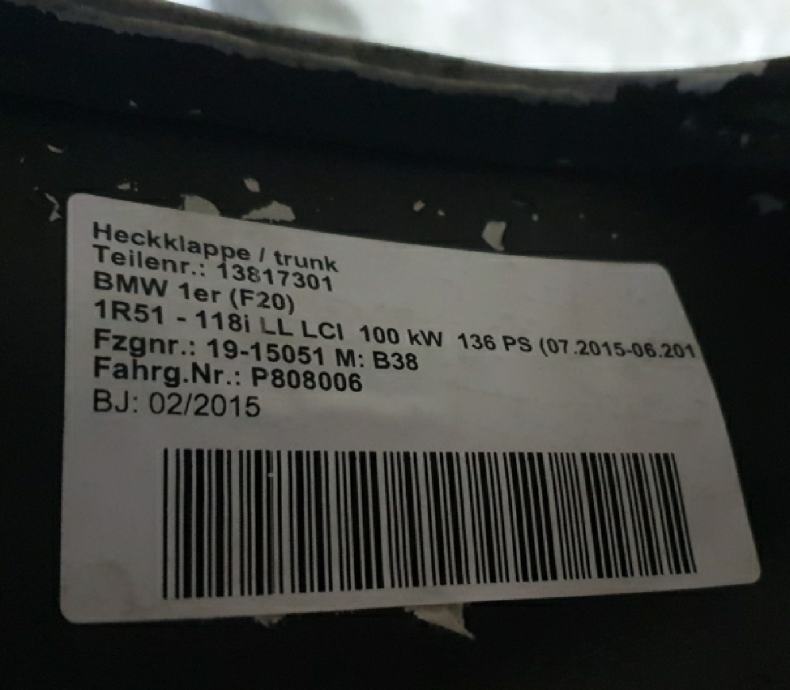 Heckklappe / trunk
Teilenr.: 13817301
BMW 1er (F20)
1R51 - 118i LL LCI 100 kW 136 PS (07.2015-06.201
Fzgnr.: 19-15051 M: B38
Fahrg.Nr.: P808006
BJ: 02/2015